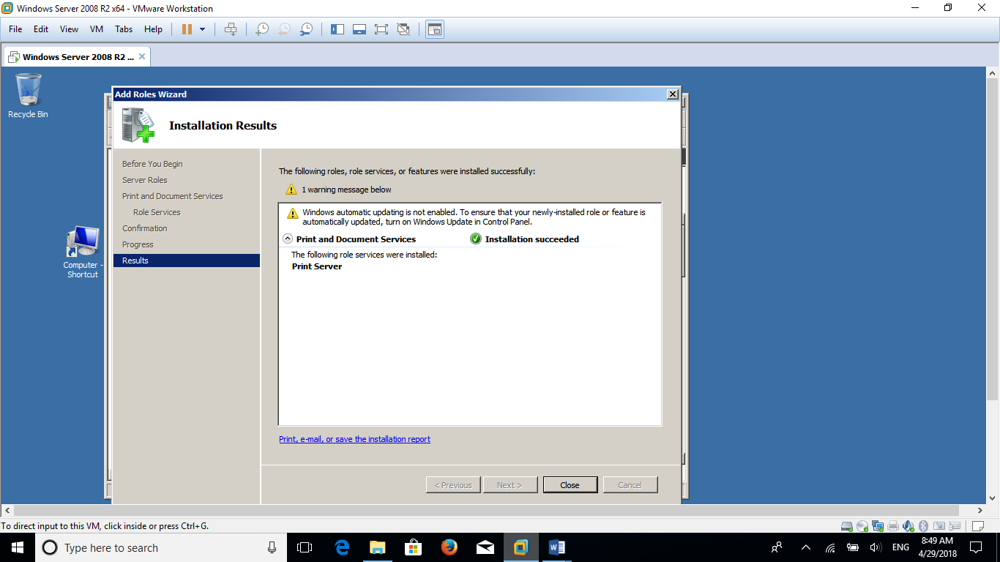 Windows Server 2008 R2 x64 - VMware Workstation
File Edit View VM Tabs Help
Windows Server 2008 R2 ...
Recycle Bin
Computer -
Shortcut
Add Roles Wizard
Installation Results
Before You Begin
Server Roles
Print and Document Services
Role Services
Confirmation
Progress
Results
The following roles, role services, or features were installed successfully:
1 warning message below
Windows automatic updating is not enabled. To ensure that your newly-installed role or feature is
automatically updated, turn on Windows Update in Control Panel.
Print and Document Services Installation succeeded
The following role services were installed:
Print Server
Print, e-mail, or save the installation report
< Previous Next > Close Cancel
To direct input to this VM, click inside or press Ctrl+G.
Type here to search
ENG
8:49 AM
4/29/2018